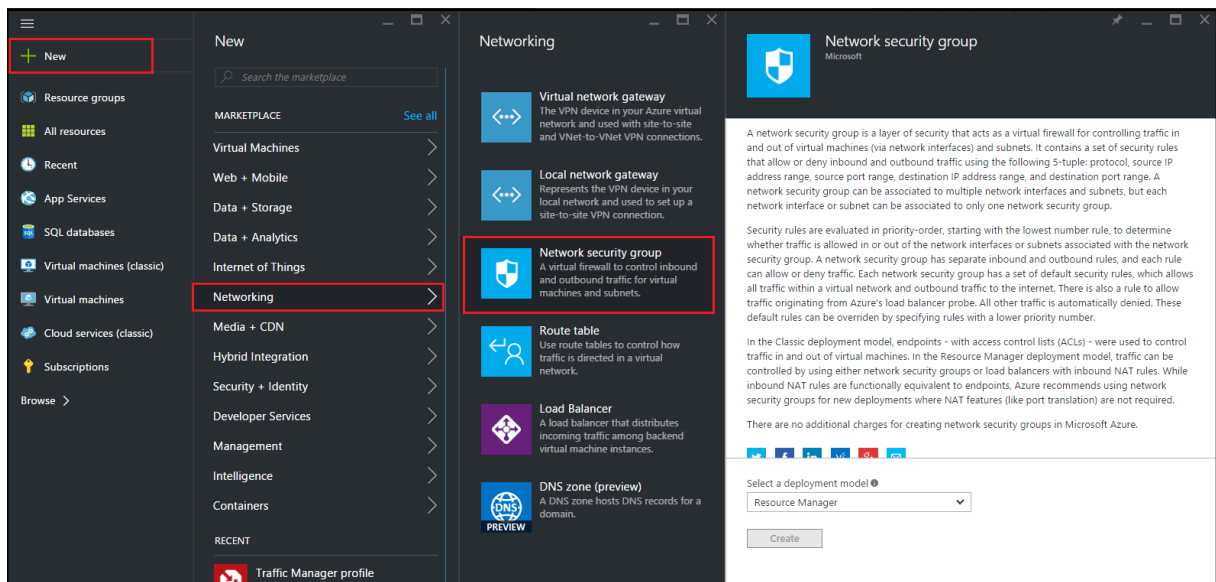 New
Resource groups
All resources
Recent
App Services
SQL databases
Virtual machines (classic)
Virtual machines
Cloud services (classic)
Subscriptions
Browse
New
Search the marketplace
MARKETPLACE
See all
Virtual Machines
Web + Mobile
Data + Storage
Data + Analytics
Internet of Things
Networking
Media + CDN
Hybrid Integration
Security + Identity
Developer Services
Management
Intelligence
Containers
RECENT
Traffic Manager profile
Networking
Virtual network gateway
The VPN device in your Azure virtual
network and used with site-to-site
and VNet-to-VNet VPN connections.
Local network gateway
Represents the VPN device in your
local network and used to set up a
site-to-site VPN connection.
Network security group
A virtual firewall to control inbound
and outbound traffic for virtual
machines and subnets.
Route table
Use route tables to control how
traffic is directed in a virtual
network.
Load Balancer
A load balancer that distributes
incoming traffic among backend
virtual machine instances.
DNS zone (preview)
A DNS zone hosts DNS records for a
domain.
DNS
PREVIEW
Network security group
Microsoft
A network security group is a layer of security that acts as a virtual firewall for controlling traffic in
and out of virtual machines (via network interfaces) and subnets. It contains a set of security rules
that allow or deny inbound and outbound traffic using the following 5-tuple: protocol, source IP
address range, source port range, destination IP address range, and destination port range. A
network security group can be associated to multiple network interfaces and subnets, but each
network interface or subnet can be associated to only one network security group.
Security rules are evaluated in priority-order, starting with the lowest number rule, to determine
whether traffic is allowed in or out of the network interfaces or subnets associated with the network
security group. A network security group has separate inbound and outbound rules, and each rule
can allow or deny traffic. Each network security group has a set of default security rules, which allows
all traffic within a virtual network and outbound traffic to the internet. There is also a rule to allow
traffic originating from Azure's load balancer probe. All other traffic is automatically denied. These
default rules can be overriden by specifying rules with a lower priority number.
In the Classic deployment model, endpoints - with access control lists (ACLs) - were used to control
traffic in and out of virtual machines. In the Resource Manager deployment model, traffic can be
controlled by using either network security groups or load balancers with inbound NAT rules. While
inbound NAT rules are functionally equivalent to endpoints, Azure recommends using network
security groups for new deployments where NAT features (like port translation) are not required.
There are no additional charges for creating network security groups in Microsoft Azure.
Select a deployment model
Resource Manager
Create